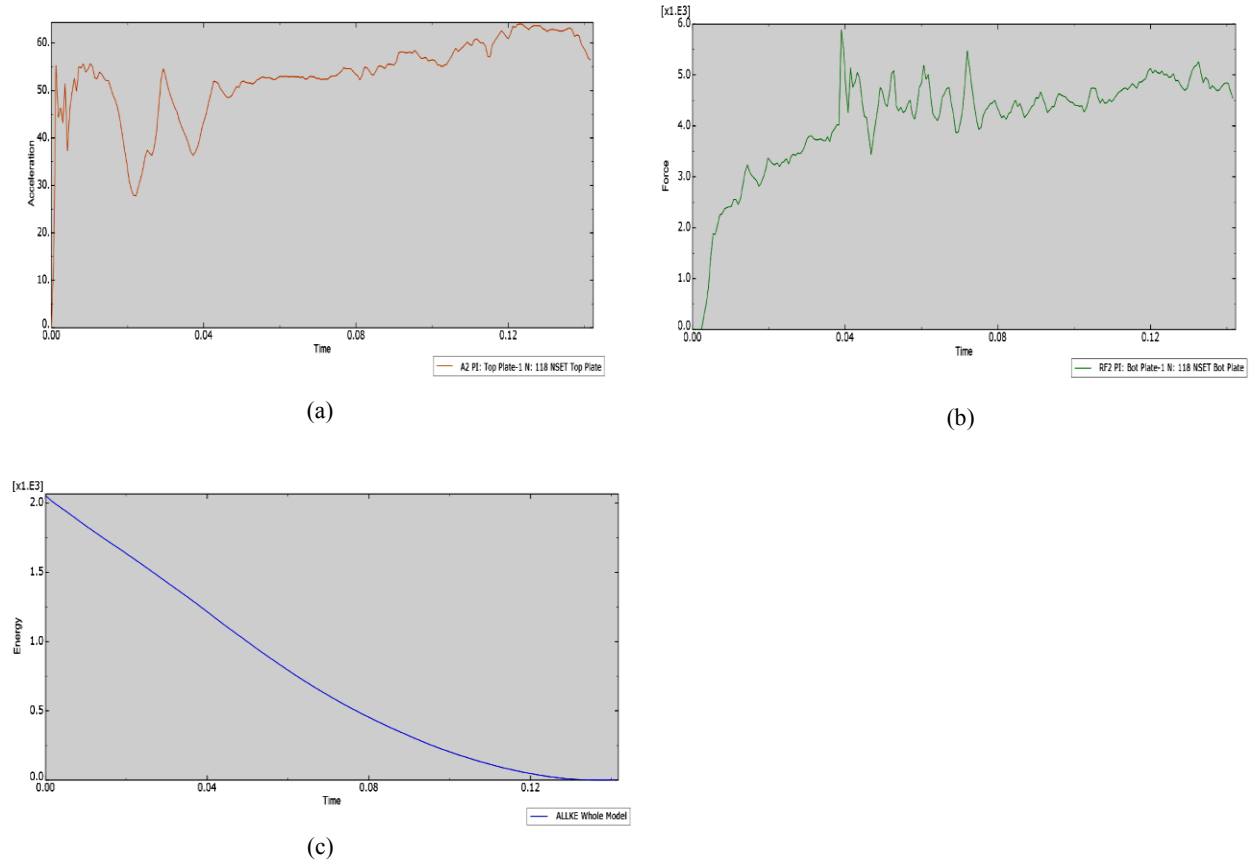 60.
50.
40.
30.
20.
10.
0.
Acceleration
0.00
0.04
0.08
0.12
Time
A2 PI: Top Plate-1 N: 118 NSET Top Plate
(a)
[x1.E3]
6.0
5.0
4.0
3.0
2.0
1.0
0.0
Force
0.00
0.04
0.08
0.12
Time
RF2 PI: Bot Plate-1 N: 118 NSET Bot Plate
(b)
[x1.E3]
2.0
1.5
1.0
0.5
0.0
Energy
0.00
0.04
0.08
0.12
Time
ALLKE Whole Model
(c)